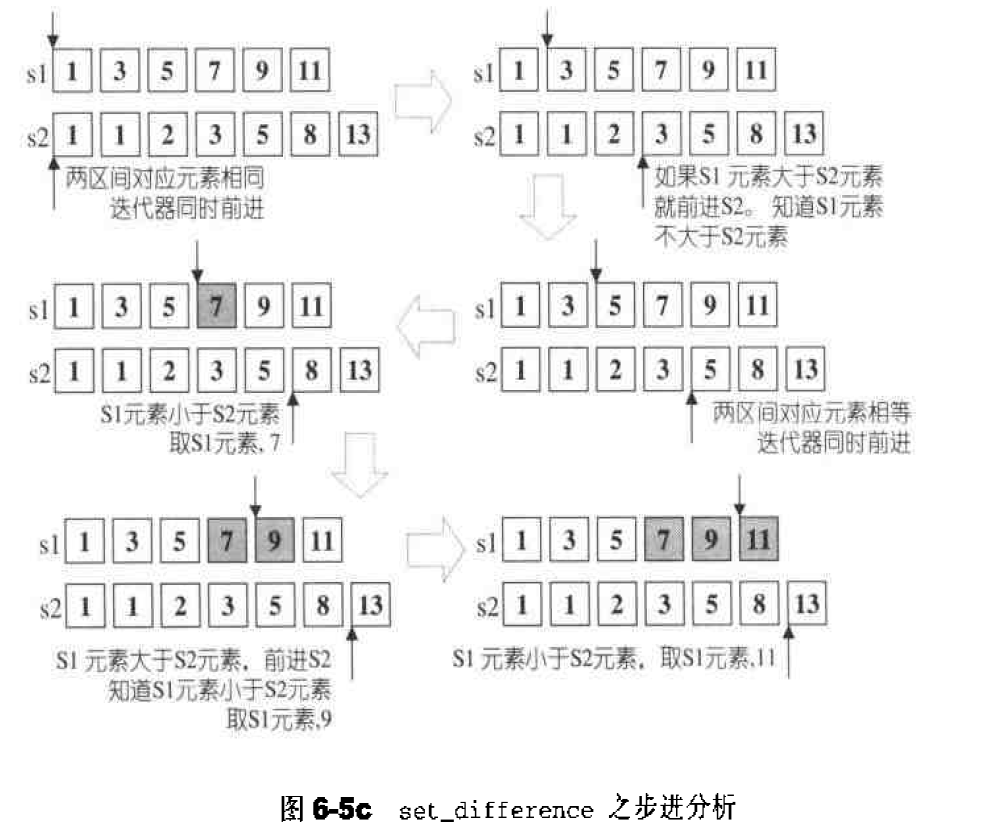 s1 1 3 5 7 9 11
s2 1 1 2 3 5 8 13
两区间对应元素相同
迭代器同时前进
s1 1 3 5 7 9 11
s2 1 1 2 3 5 8 13
如果S1 元素大于S2元素
就前进S2。 知道S1元素
不大于S2元素
s1 1 3 5 7 9 11
s2 1 1 2 3 5 8 13
两区间对应元素相等
迭代器同时前进
s1 1 3 5 7 9 11
s2 1 1 2 3 5 8 13
S1元素小于S2元素
取S1元素, 7
s1 1 3 5 7 9 11
s2 1 1 2 3 5 8 13
S1 元素大于S2元素, 前进S2
知道S1元素小于S2元素
取S1元素,9
s1 1 3 5 7 9 11
s2 1 1 2 3 5 8 13
S1 元素小于S2元素, 取S1元素,11
图 6-5c set_difference 之步进分析